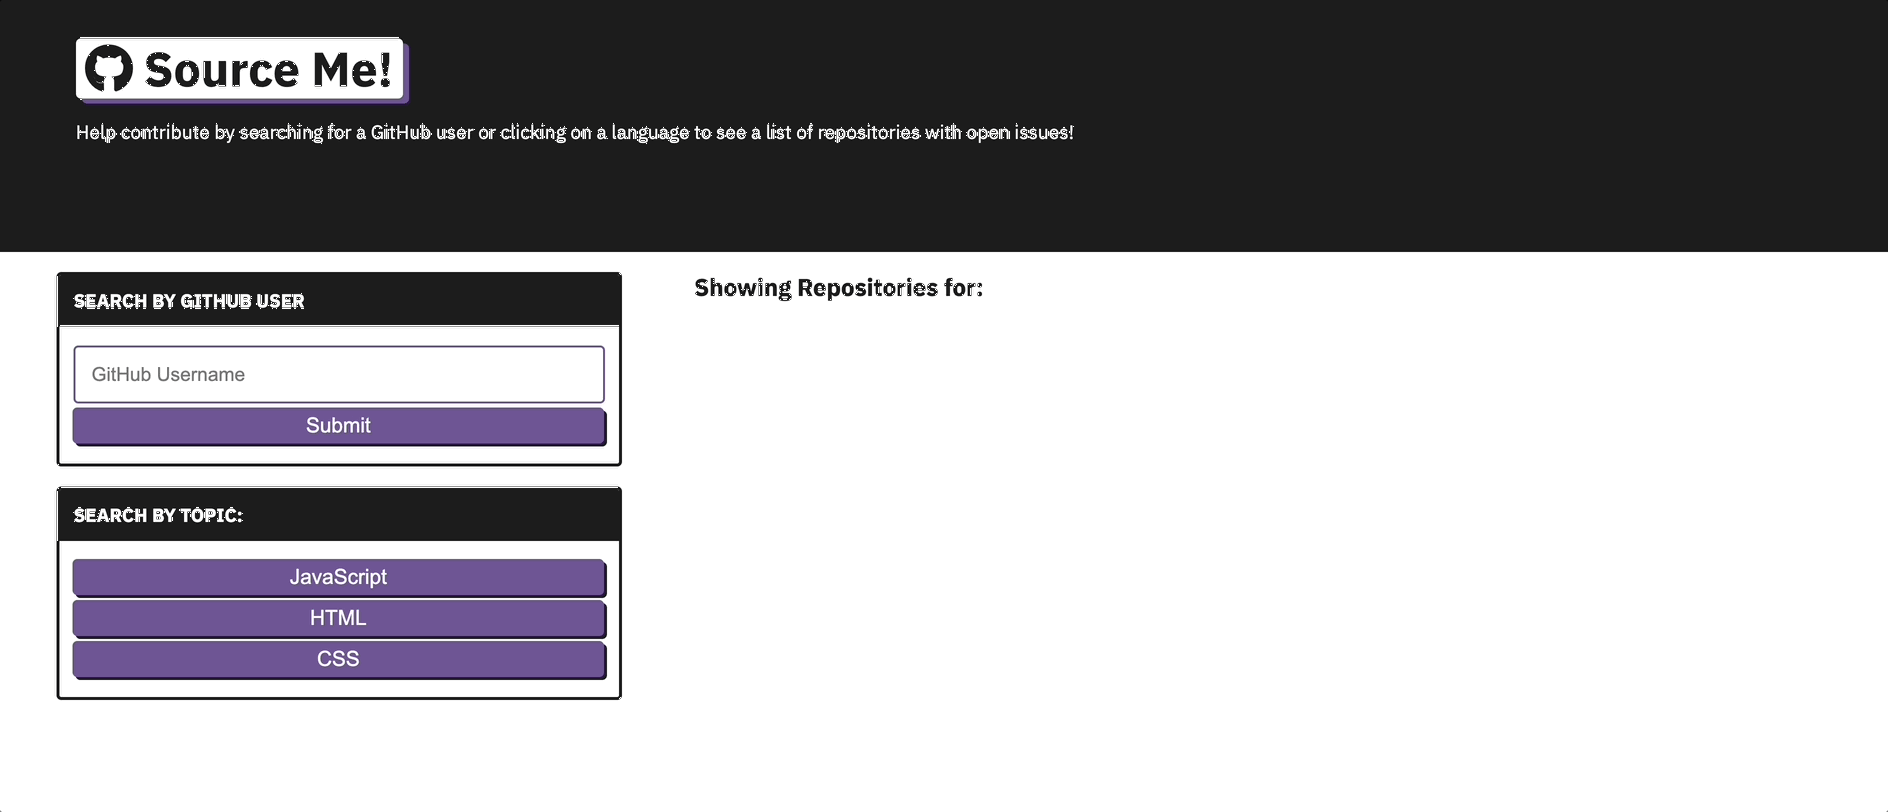 Source Me!
Help contribute by searching for a GitHub user or clicking on a language to see a list of repositories with open issues!
SEARCH BY GITHUB USER
GitHub Username
Submit
SEARCH BY TOPIC:
JavaScript
HTML
CSS
Showing Repositories for: